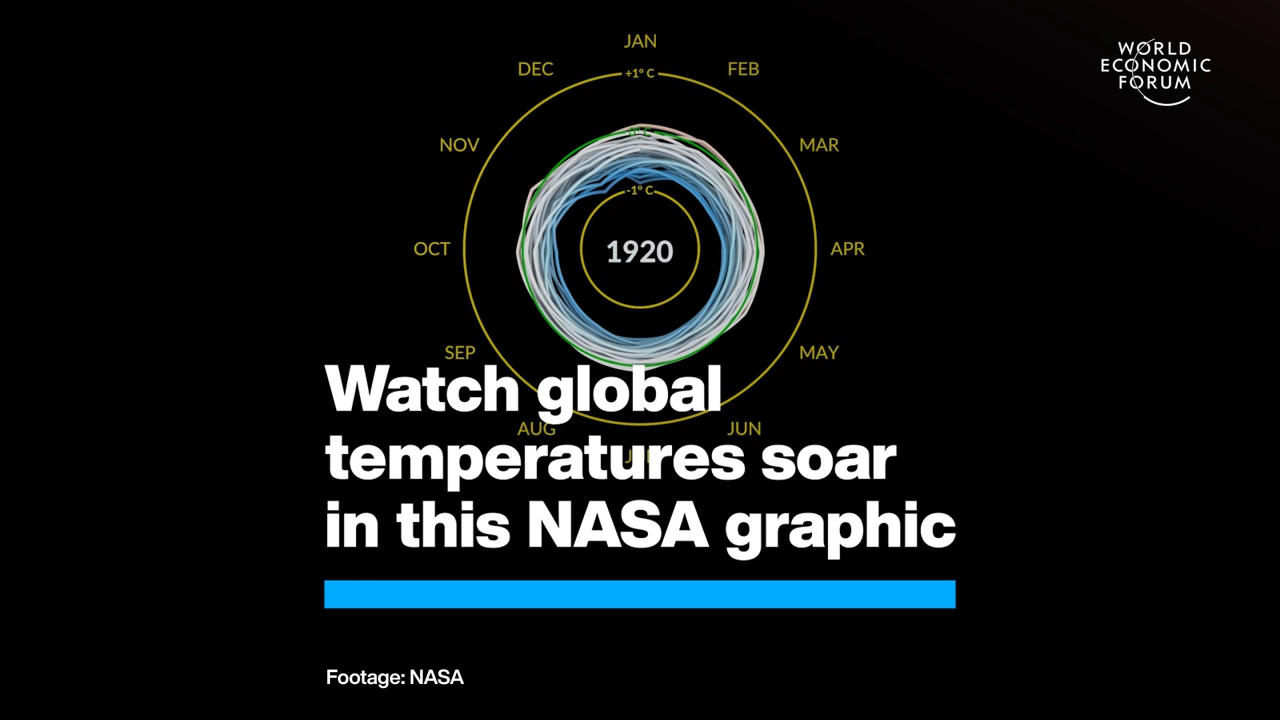 JAN
DEC
FEB
+1° C
WORLD
ECONOMIC
FORUM
0° C
NOV
MAR
-1° C
OCT
1920
APR
SEP
MAY
Watch global
AUG
JUN
temperatures soar
in this NASA graphic
Footage: NASA